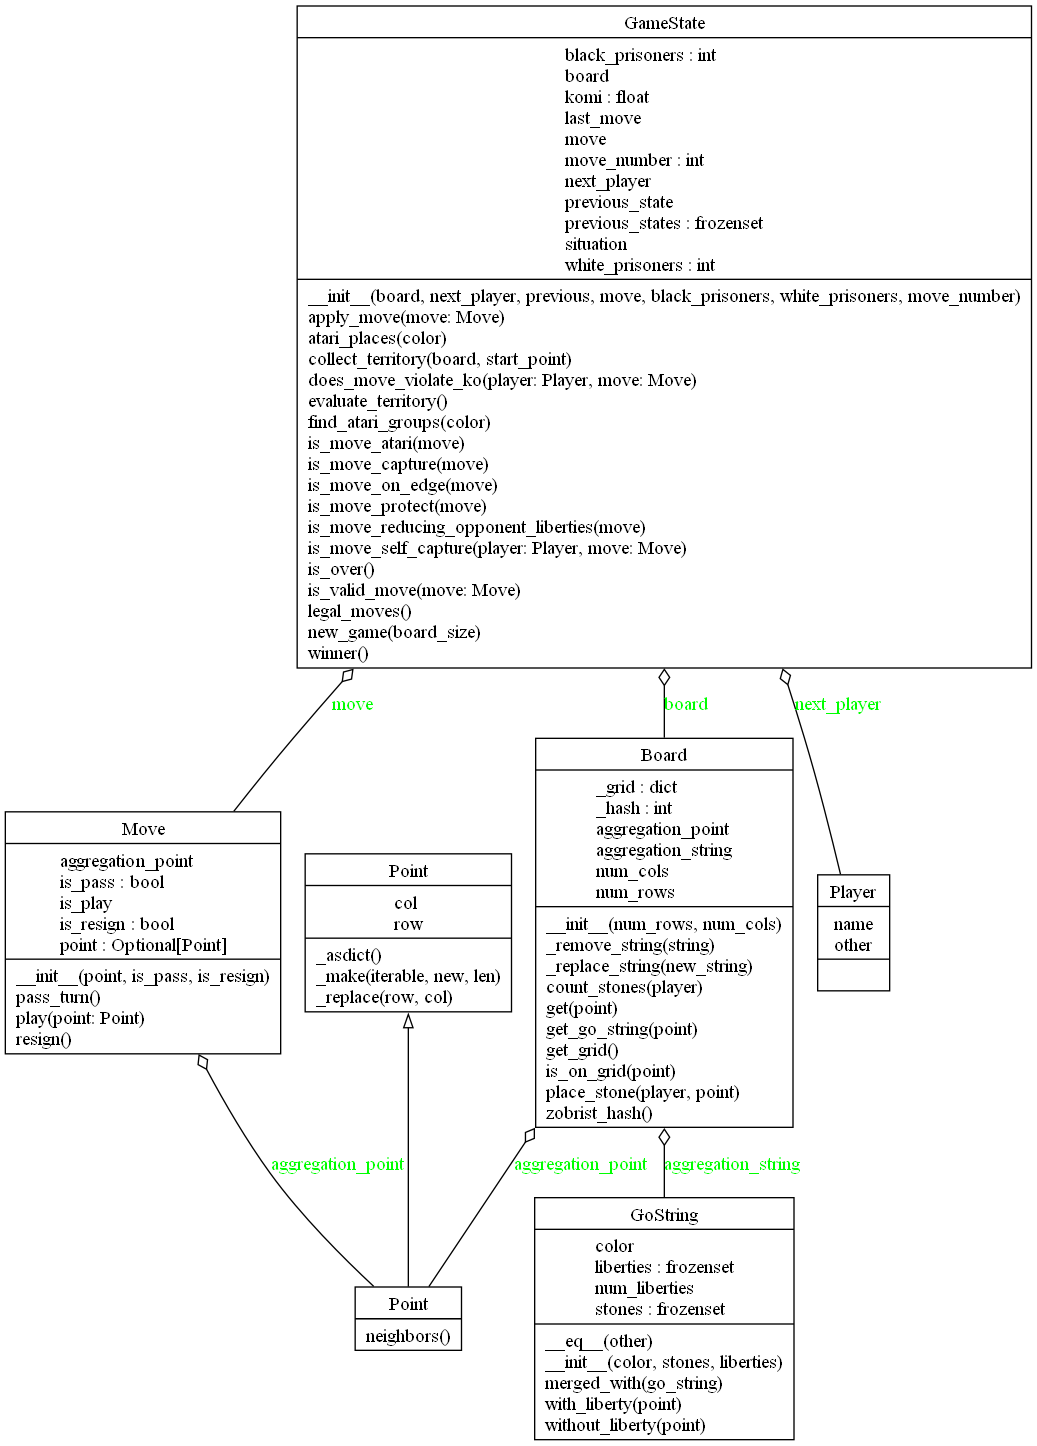 GameState
black_prisoners : int
board
komi : float
last_move
move
move_number : int
next_player
previous_state
previous_states : frozenset
situation
white_prisoners : int
__init__(board, next_player, previous, move, black_prisoners, white_prisoners, move_number)
apply_move(move: Move)
atari_places(color)
collect_territory(board, start_point)
does_move_violate_ko(player: Player, move: Move)
evaluate_territory()
find_atari_groups(color)
is_move_atari(move)
is_move_capture(move)
is_move_on_edge(move)
is_move_protect(move)
is_move_reducing_opponent_liberties(move)
is_move_self_capture(player: Player, move: Move)
is_over()
is_valid_move(move: Move)
legal_moves()
new_game(board_size)
winner()
move
board
next_player
Move
aggregation_point
is_pass : bool
is_play
is_resign : bool
point : Optional[Point]
__init__(point, is_pass, is_resign)
pass_turn()
play(point: Point)
resign()
Point
col
row
_asdict()
_make(iterable, new, len)
_replace(row, col)
Board
_grid : dict
_hash : int
aggregation_point
aggregation_string
num_cols
num_rows
__init__(num_rows, num_cols)
_remove_string(string)
_replace_string(new_string)
count_stones(player)
get(point)
get_go_string(point)
get_grid()
is_on_grid(point)
place_stone(player, point)
zobrist_hash()
Player
name
other
aggregation_point
aggregation_point
aggregation_string
Point
neighbors()
GoString
color
liberties : frozenset
num_liberties
stones : frozenset
__eq__(other)
__init__(color, stones, liberties)
merged_with(go_string)
with_liberty(point)
without_liberty(point)